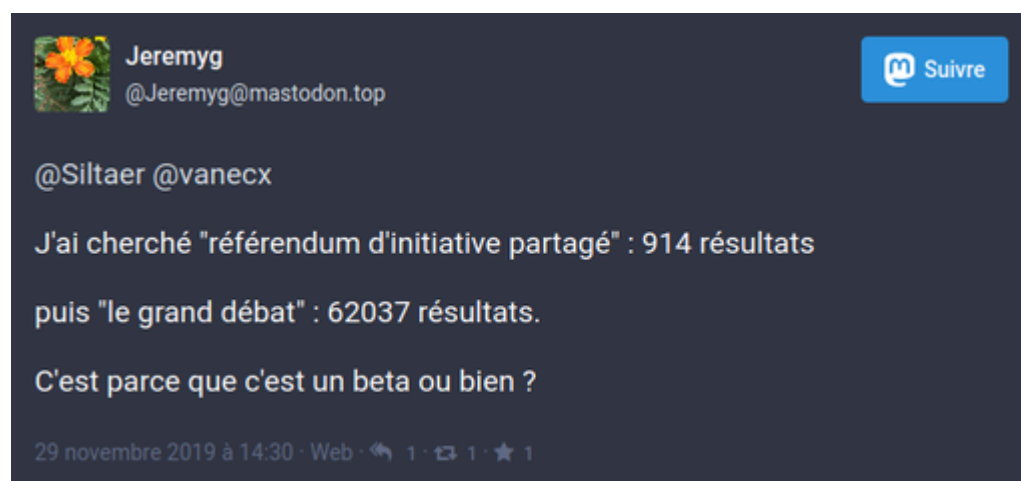 Jeremyg
@Jeremyg@mastodon.top
Suivre
@Siltaer @vanecx
J'ai cherché "référendum d'initiative partagé" : 914 résultats
puis "le grand débat" : 62037 résultats.
C'est parce que c'est un beta ou bien ?
29 novembre 2019 à 14:30 · Web · 1 · 1 · 1